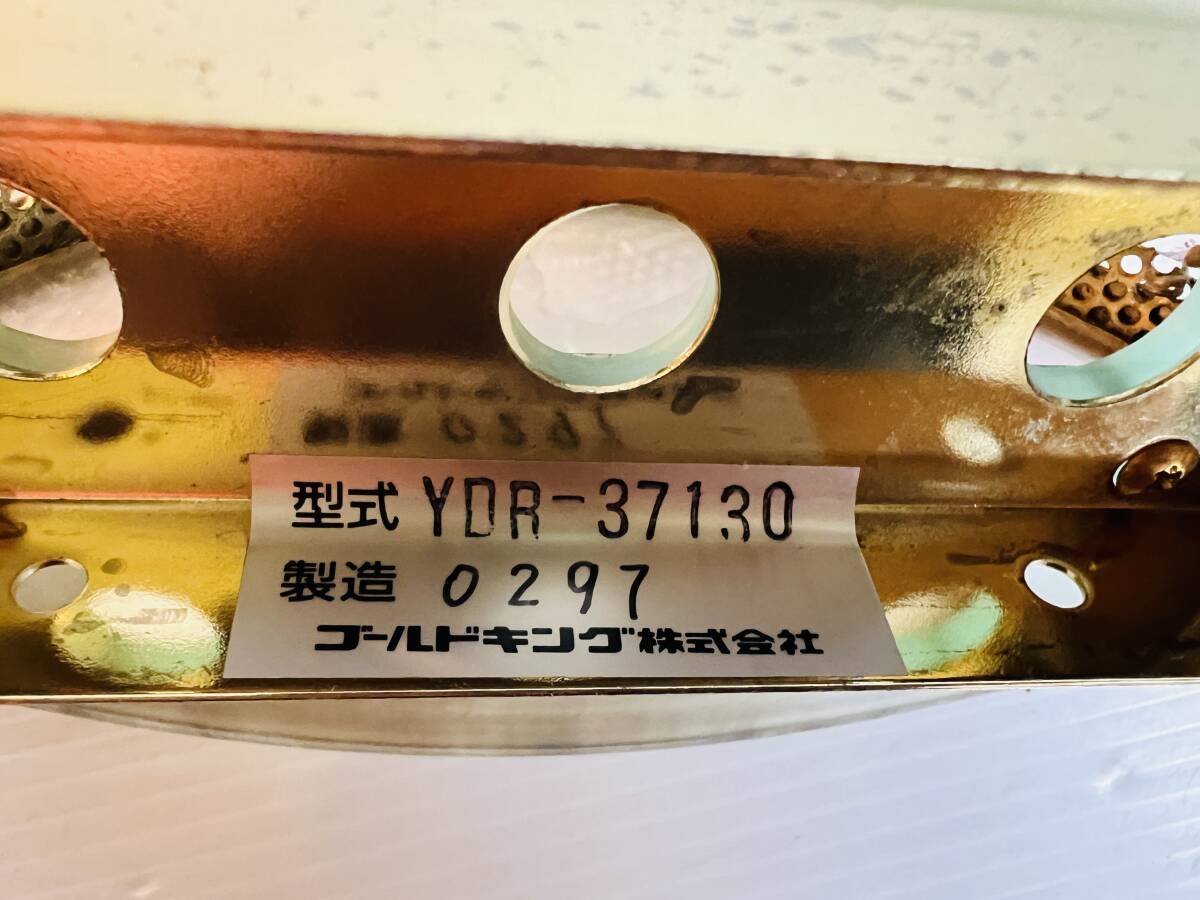 型式 YDR-37130
製造 0297
ゴールドキング株式会社